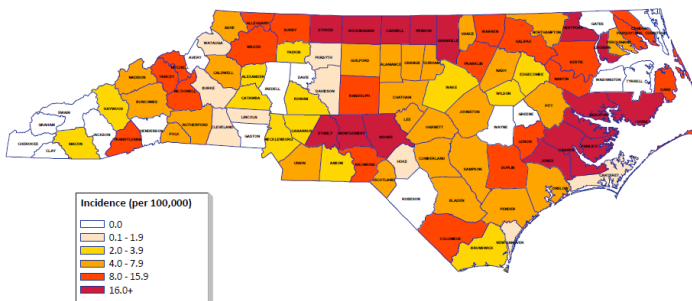 ASHE
ALLEGHANY
SURRY
STOKES
ROCKINGHAM
CASWELL
PERSON
GRANVILLE
VANCE
WARREN
NORTHAMPTON
GATES
WATAUGA
WILKES
YADKIN
FORSYTH
GUILFORD
ALAMANCE
ORANGE
DURHAM
FRANKLIN
HALIFAX
BERTIE
AVERY
MITCHELL
YANCEY
MADISON
CALDWELL
ALEXANDER
IREDELL
DAVIE
DAVIDSON
RANDOLPH
CHATHAM
WAKE
NASH
EDGECOMBE
MARTIN
WASHINGTON
TYRRELL
DARE
HAYWOOD
BUNCOMBE
MCDOWELL
BURKE
CATAWBA
ROWAN
LINCOLN
WILSON
PITT
JOHNSTON
GREENE
SWAIN
GRAHAM
JACKSON
HENDERSON
POLK
RUTHERFORD
CLEVELAND
GASTON
MECKLENBURG
CABARRUS
STANLY
MONTGOMERY
MOORE
LEE
HARNETT
WAYNE
LENOIR
CHEROKEE
CLAY
MACON
TRANSYLVANIA
UNION
ANSON
RICHMOND
SCOTLAND
HOKE
CUMBERLAND
SAMPSON
DUPLIN
JONES
ONSLOW
CARTERET
ROBESON
BLADEN
PENDER
COLUMBUS
BRUNSWICK
NEW HANOVER
Incidence (per 100,000)
0.0
0.1 - 1.9
2.0 - 3.9
4.0 - 7.9
8.0 - 15.9
16.0+